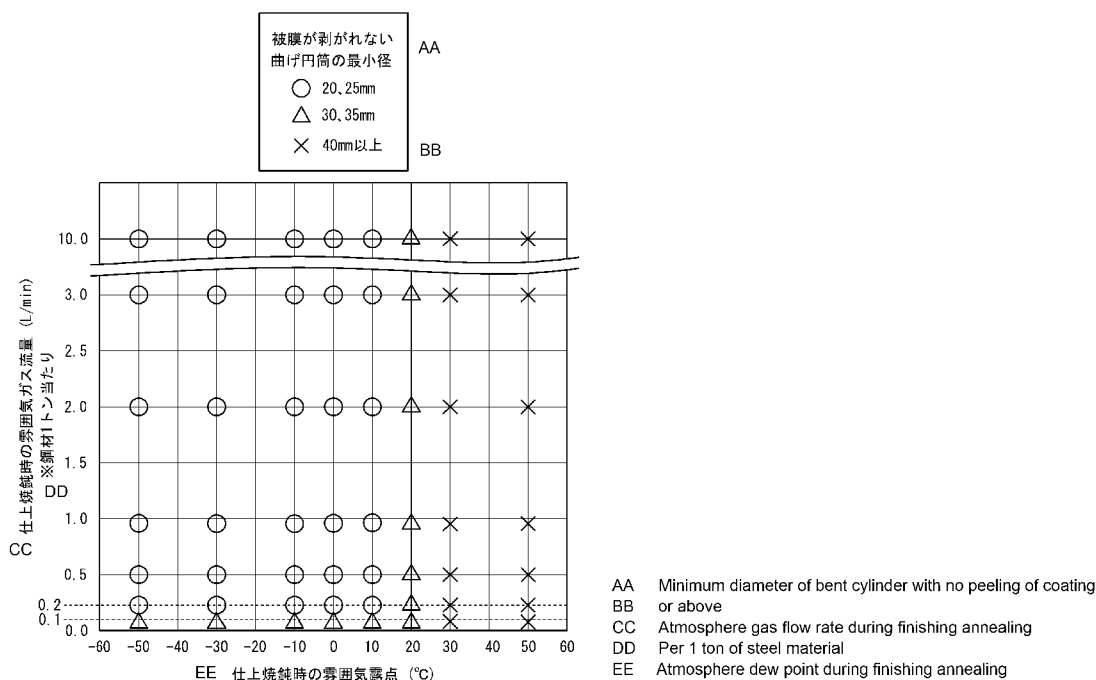 被膜が剥がれない
曲げ円筒の最小径
20、25mm
30、35mm
40mm以上
AA
BB
10.0
3.0
2.5
2.0
1.5
1.0
0.5
0.2
0.1
0.0
仕上焼鈍時の雰囲気ガス流量 (L/min)
※鋼材1トン当たり
DD
CC
-60 -50 -40 -30 -20 -10 0 10 20 30 40 50 60
EE 仕上焼鈍時の雰囲気露点 (°C)
AA Minimum diameter of bent cylinder with no peeling of coating
BB or above
CC Atmosphere gas flow rate during finishing annealing
DD Per 1 ton of steel material
EE Atmosphere dew point during finishing annealing